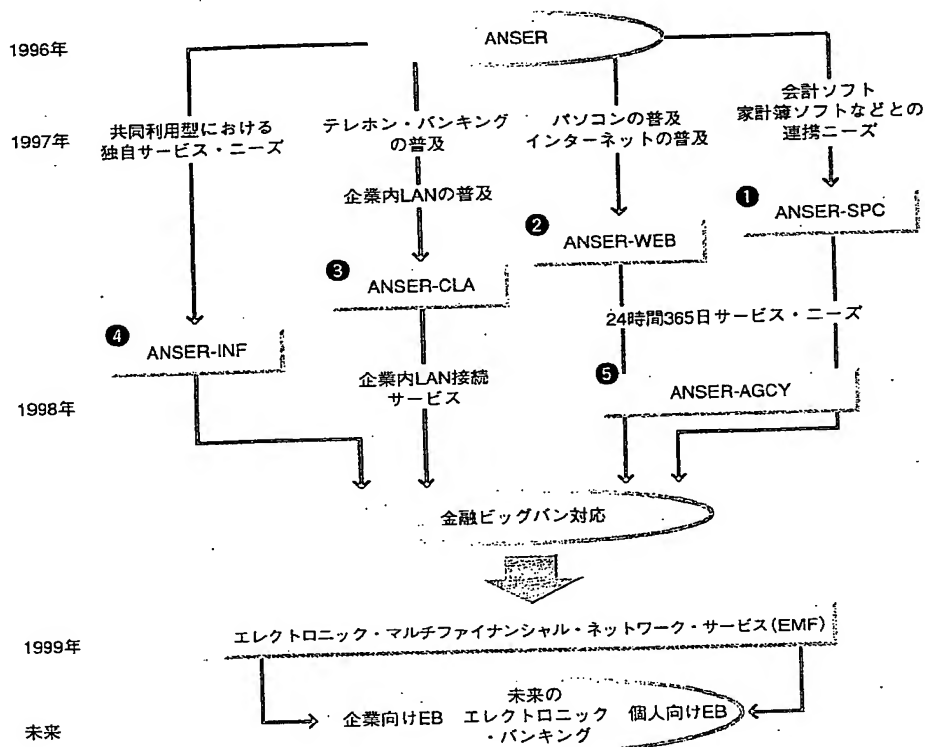 1996年
ANSER
1997年
共同利用型における
独自サービス・ニーズ
テレホン・バンキング
の普及
企業内LANの普及
パソコンの普及
インターネットの普及
会計ソフト
家計簿ソフトなどとの
連携ニーズ
❶
ANSER-SPC
❷
ANSER-WEB
❸
ANSER-CLA
24時間365日サービス・ニーズ
❹
ANSER-INF
企業内LAN接続
サービス
❺
ANSER-AGCY
1998年
金融ビッグバン対応
1999年
エレクトロニック・マルチファイナンシャル・ネットワーク・サービス(EMF)
未来
企業向けEB
未来の
エレクトロニック
・バンキング
個人向けEB